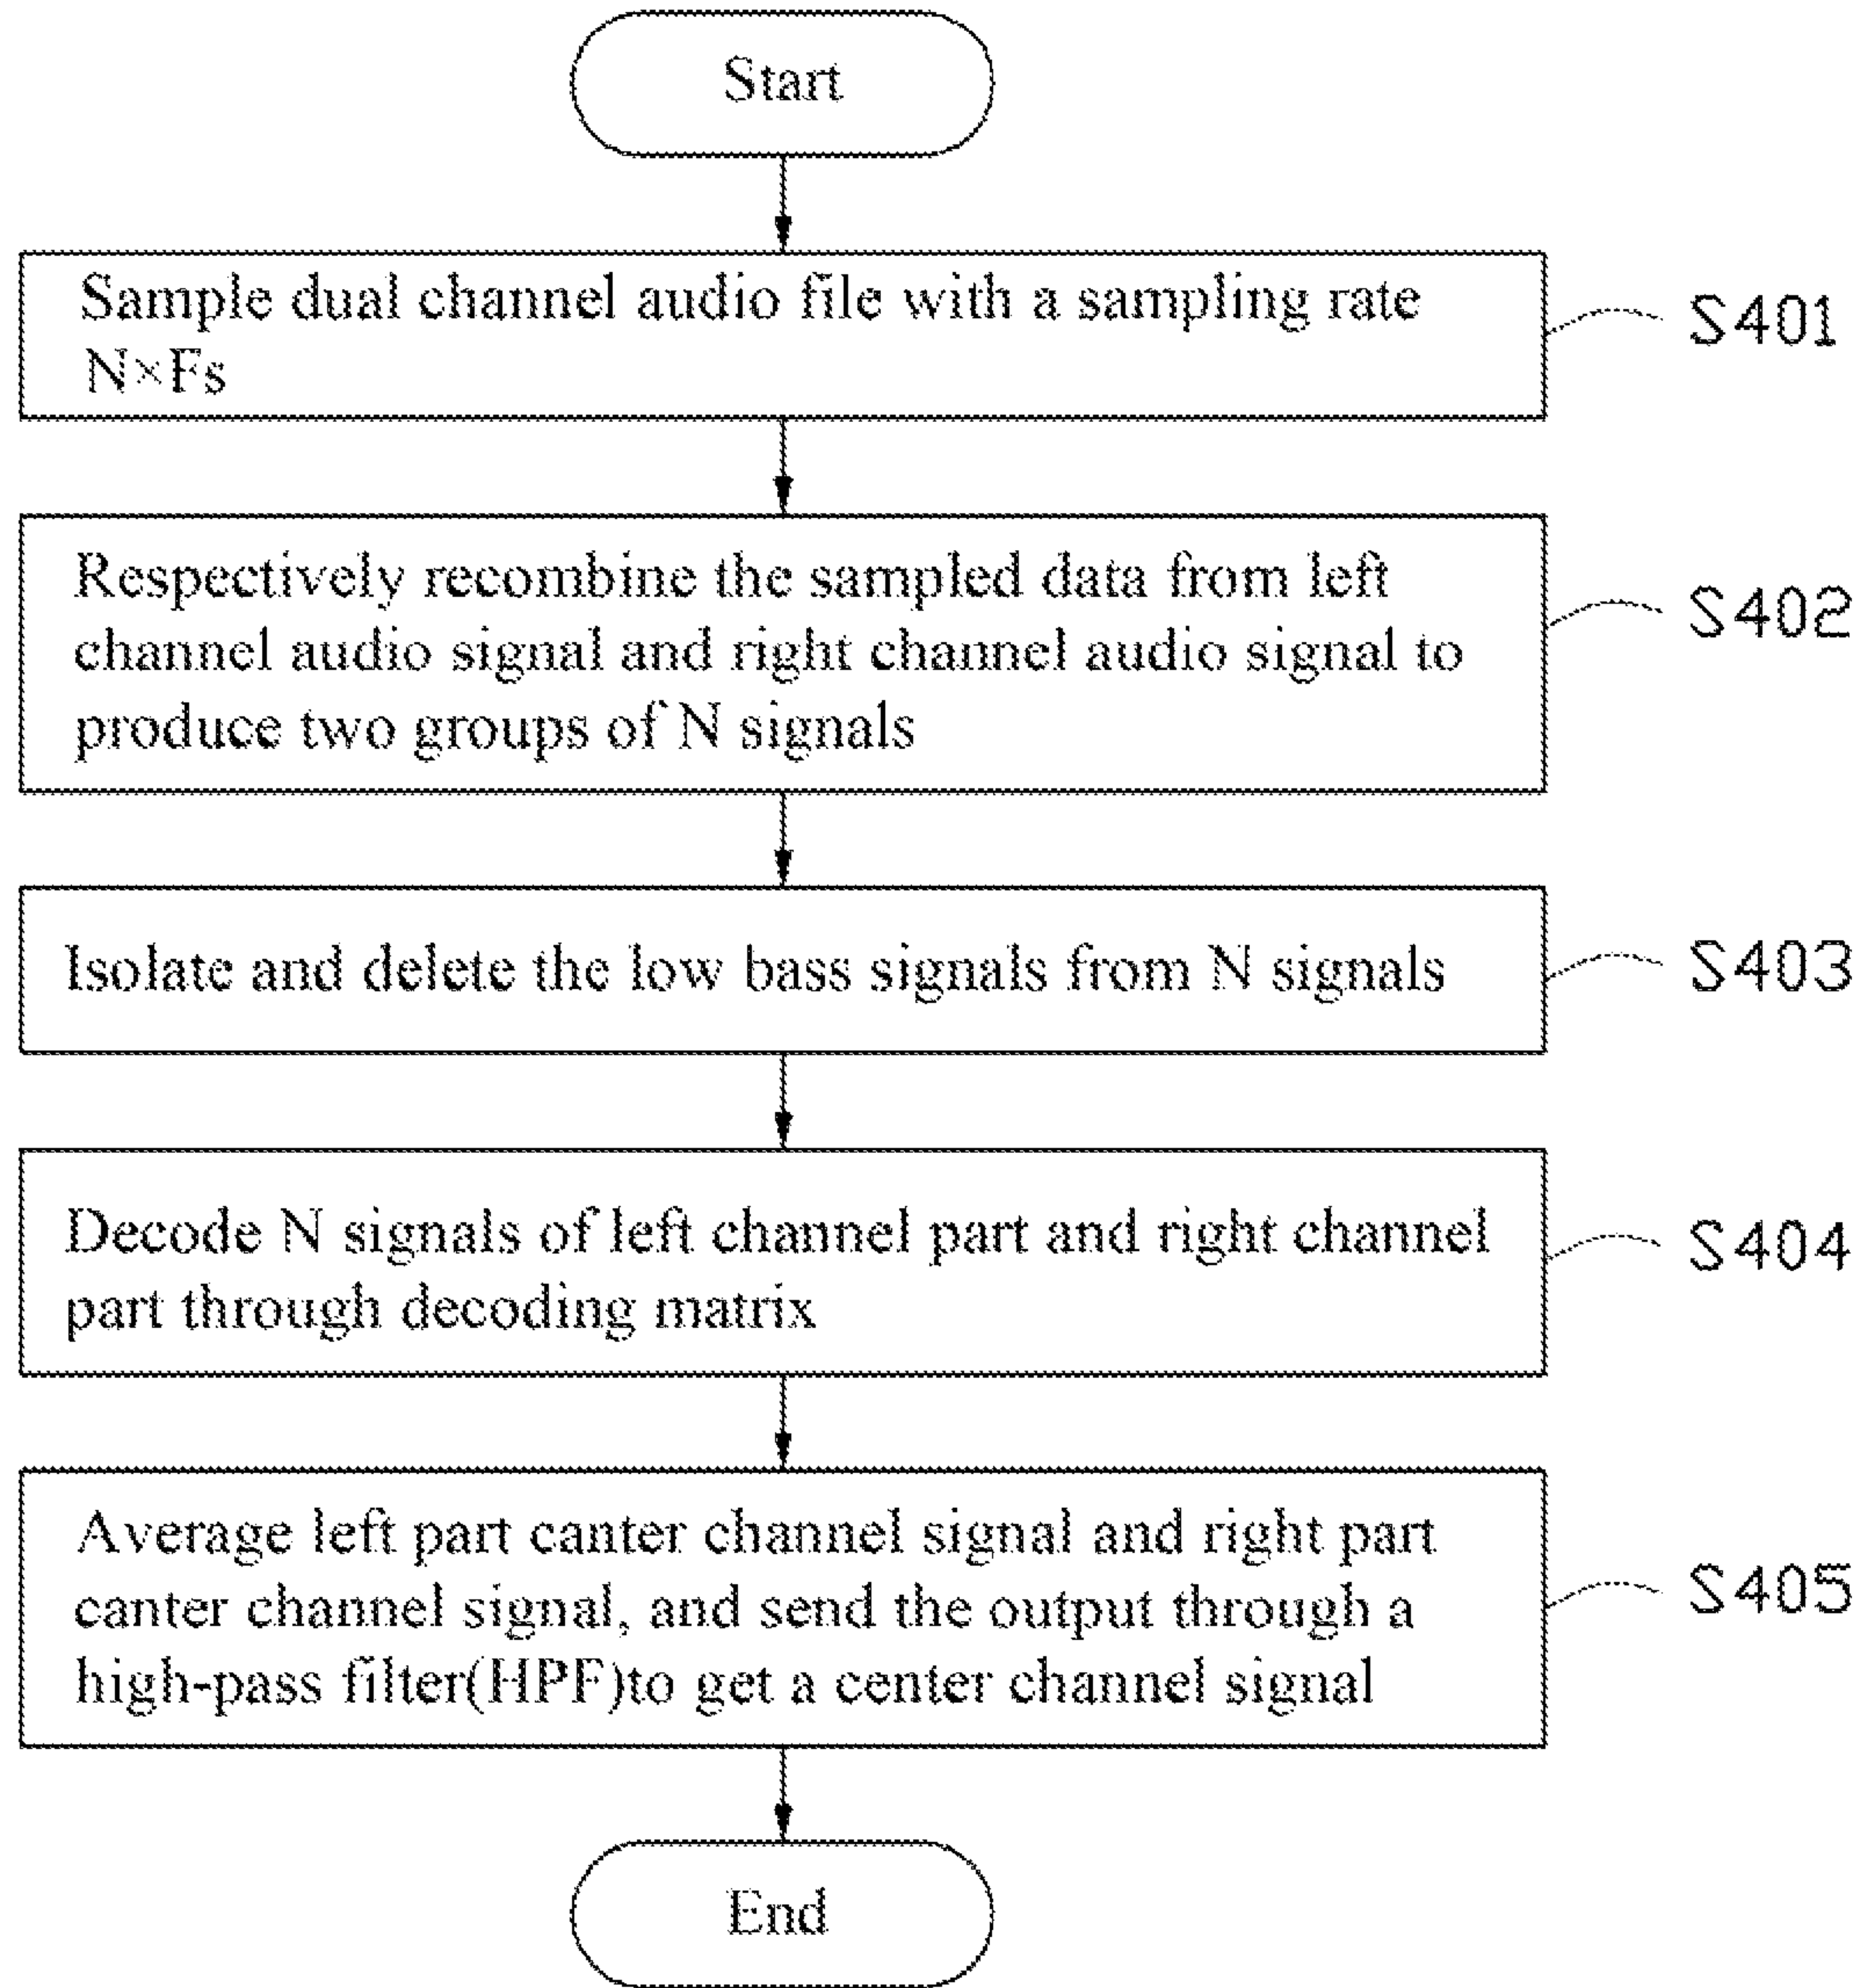 Start
Sample dual channel audio file with a sampling rate
N×Fs
S401
Respectively recombine the sampled data from left
channel audio signal and right channel audio signal to
produce two groups of N signals
S402
Isolate and delete the low bass signals from N signals
S403
Decode N signals of left channel part and right channel
part through decoding matrix
S404
Average left part canter channel signal and right part
canter channel signal, and send the output through a
high-pass filter(HPF)to get a center channel signal
S405
End